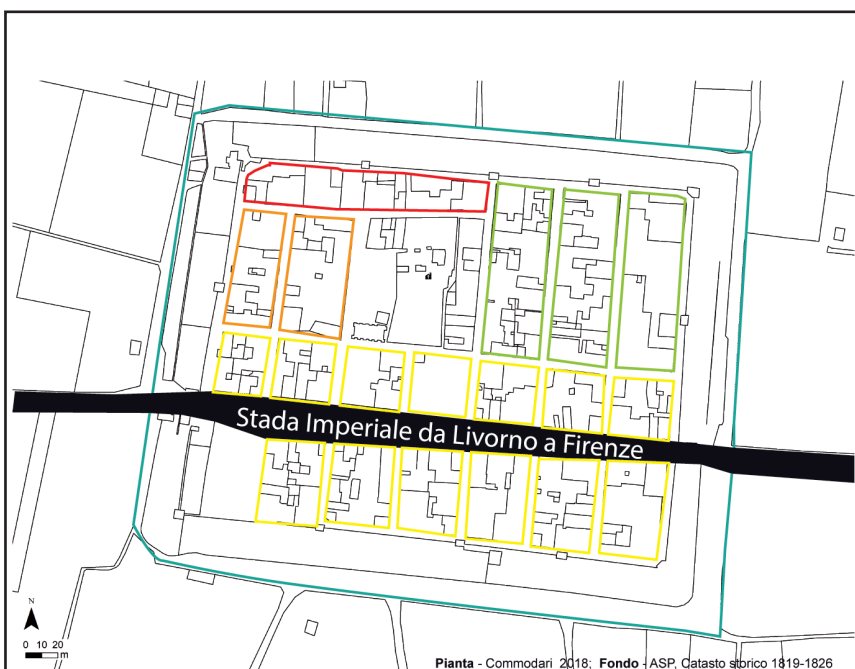 Stada Imperiale da Livorno a Firenze
N
0 10 20
m
Pianta - Commodari 2018; Fondo - ASP, Catasto storico 1819-1826